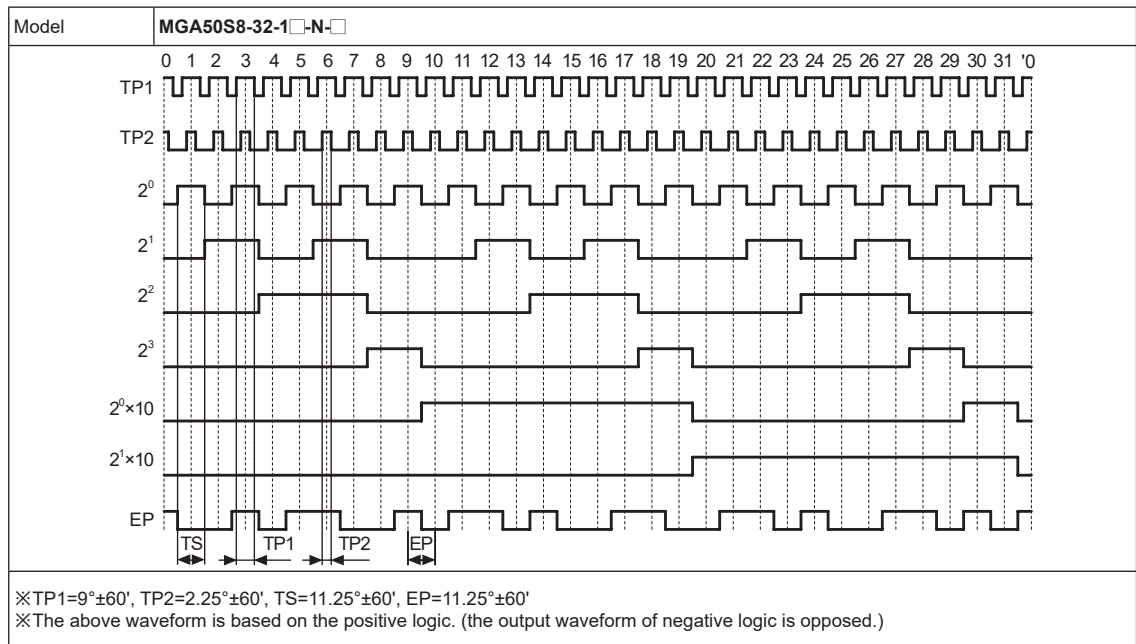 Model MGA50S8-32-1□-N-□
0 1 2 3 4 5 6 7 8 9 10 11 12 13 14 15 16 17 18 19 20 21 22 23 24 25 26 27 28 29 30 31 '0
TP1
TP2
2⁰
2¹
2²
2³
2⁰×10
2¹×10
EP
TS TP1 TP2 EP
※TP1=9°±60', TP2=2.25°±60', TS=11.25°±60', EP=11.25°±60'
※The above waveform is based on the positive logic. (the output waveform of negative logic is opposed.)